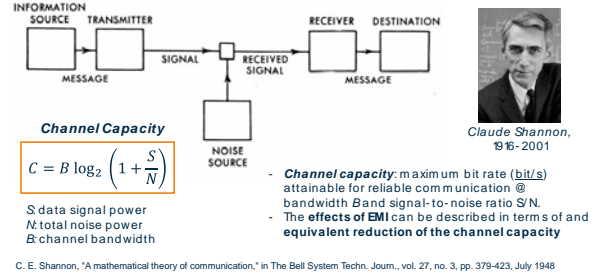 INFORMATION
SOURCE
TRANSMITTER
RECEIVER
DESTINATION
SIGNAL
RECEIVED
SIGNAL
MESSAGE
MESSAGE
NOISE
SOURCE
Claude Shannon,
1916-2001
Channel Capacity
C = B log₂ (1 + S/N)
S: data signal power
N: total noise power
B: channel bandwidth
- Channel capacity: maximum bit rate (bit/s)
attainable for reliable communication @
bandwidth B and signal-to-noise ratio S/N.
- The effects of EMI can be described in terms of and
equivalent reduction of the channel capacity
C. E. Shannon, "A mathematical theory of communication," in The Bell System Techn. Journ., vol. 27, no. 3, pp. 379-423, July 1948